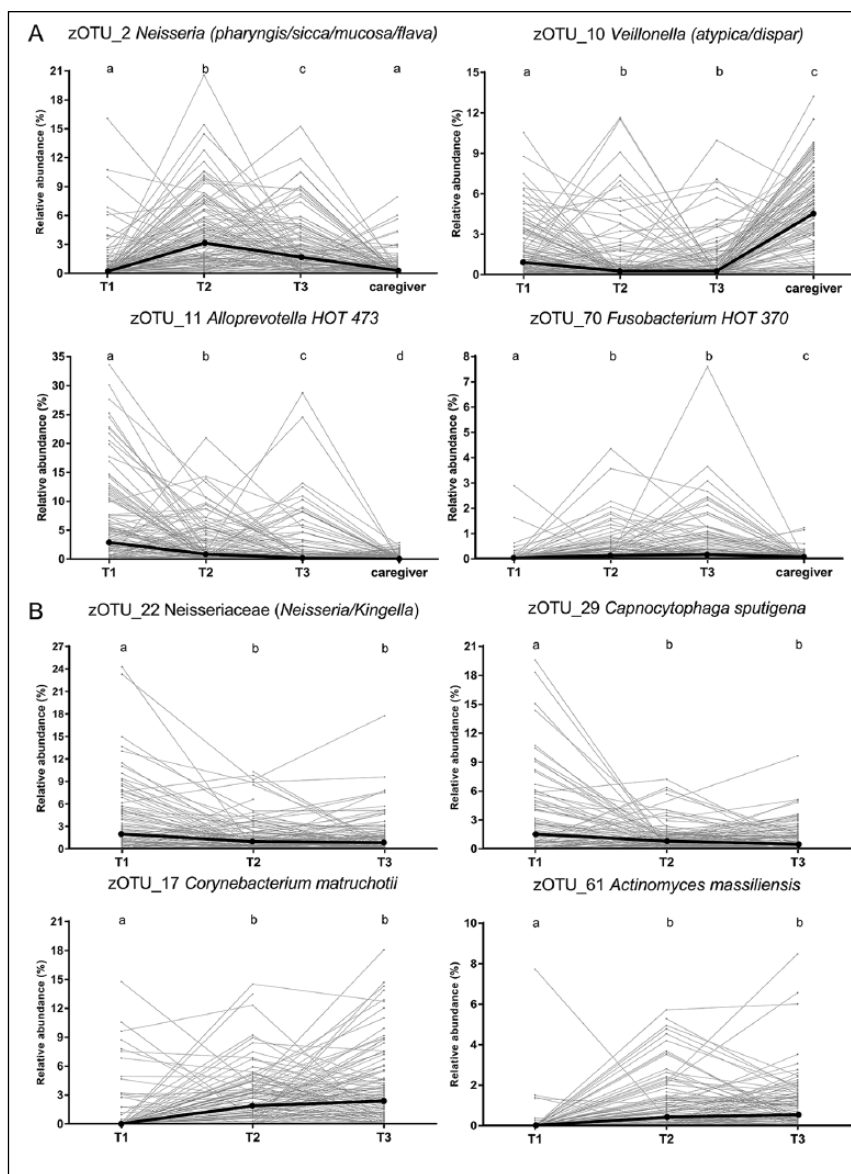 A
zOTU_2 Neisseria (pharyngis/sicca/mucosa/flava)
a b c a
Relative abundance (%)
21
18
15
12
9
6
3
0
T1 T2 T3 caregiver
zOTU_10 Veillonella (atypica/dispar)
a b b c
Relative abundance (%)
15
12
9
6
3
0
T1 T2 T3 caregiver
zOTU_11 Alloprevotella HOT 473
a b c d
Relative abundance (%)
35
30
25
20
15
10
5
0
T1 T2 T3 caregiver
zOTU_70 Fusobacterium HOT 370
a b b c
Relative abundance (%)
8
7
6
5
4
3
2
1
0
T1 T2 T3 caregiver
B
zOTU_22 Neisseriaceae (Neisseria/Kingella)
a b b
Relative abundance (%)
27
24
21
18
15
12
9
6
3
0
T1 T2 T3
zOTU_29 Capnocytophaga sputigena
a b b
Relative abundance (%)
21
18
15
12
9
6
3
0
T1 T2 T3
zOTU_17 Corynebacterium matruchotii
a b b
Relative abundance (%)
21
18
15
12
9
6
3
0
T1 T2 T3
zOTU_61 Actinomyces massiliensis
a b b
Relative abundance (%)
10
8
6
4
2
0
T1 T2 T3